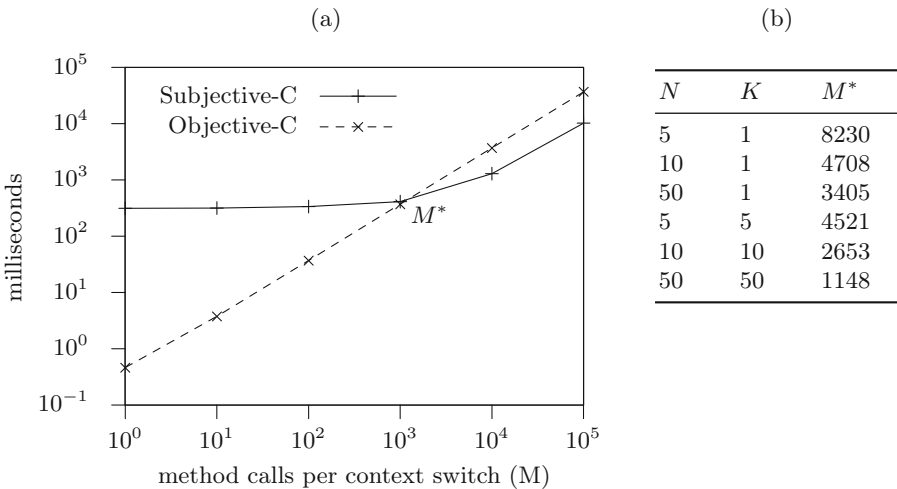 (a)
milliseconds
10^5
10^4
10^3
10^2
10^1
10^0
10^−1
Subjective-C
Objective-C
M*
10^0 10^1 10^2 10^3 10^4 10^5
method calls per context switch (M)
(b)
N K M*
5 1 8230
10 1 4708
50 1 3405
5 5 4521
10 10 2653
50 50 1148